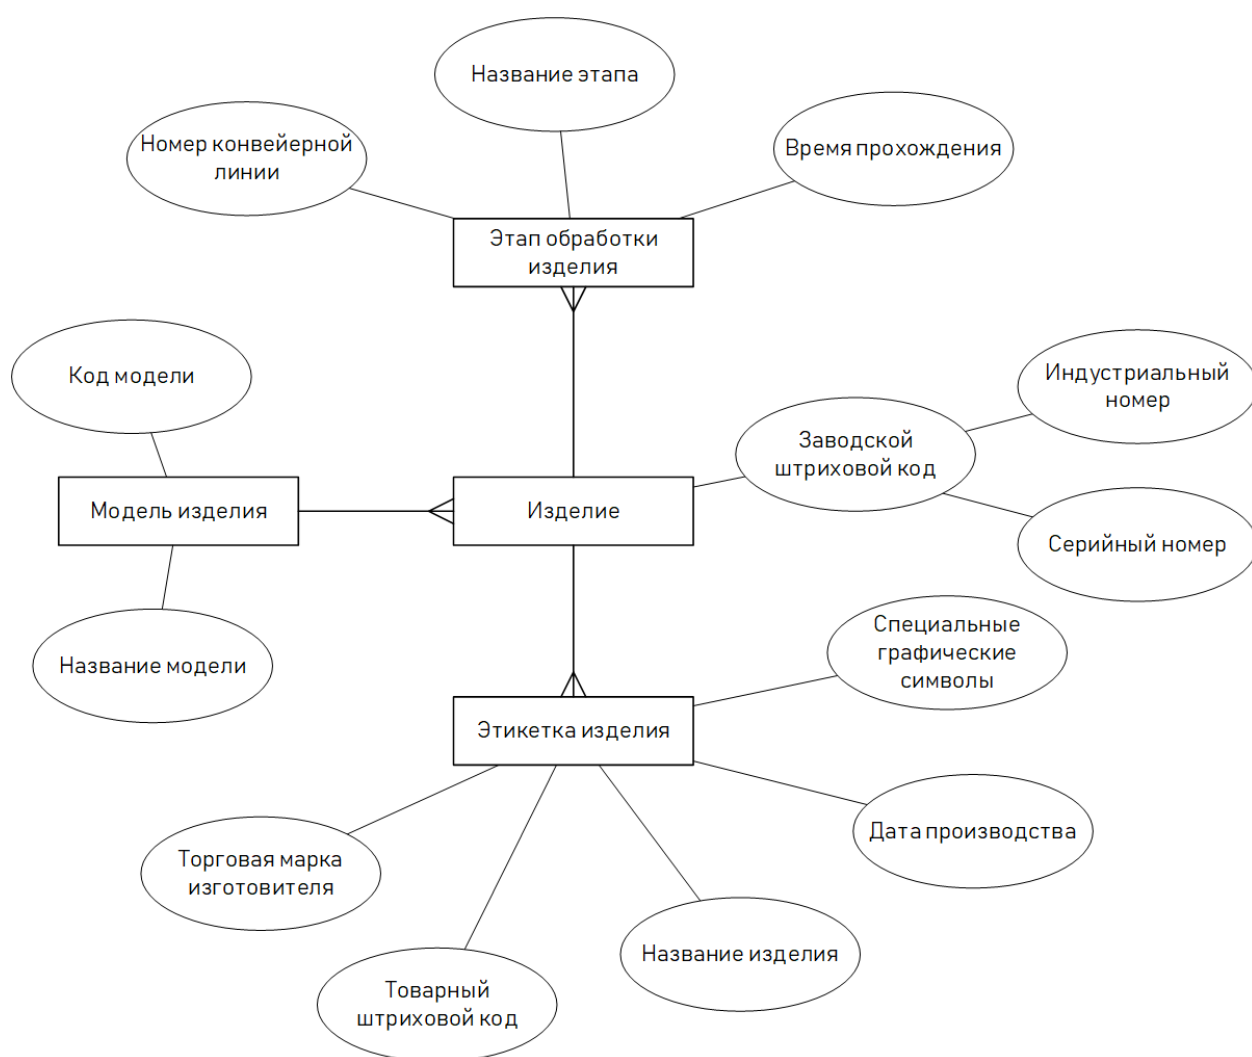 Название этапа
Номер конвейерной
линии
Время прохождения
Этап обработки
изделия
Код модели
Индустриальный
номер
Заводской
штриховой код
Модель изделия
Изделие
Серийный номер
Специальные
графические
символы
Название модели
Этикетка изделия
Дата производства
Торговая марка
изготовителя
Название изделия
Товарный
штриховой код